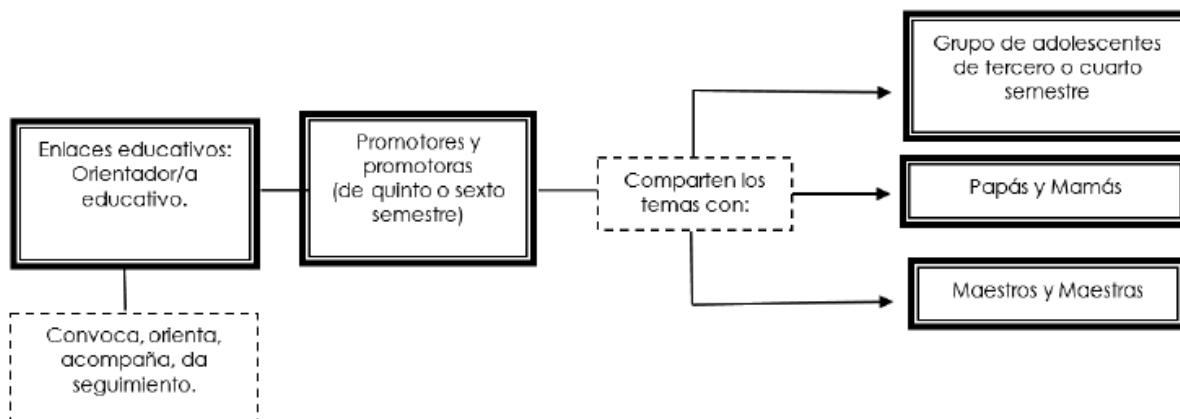 Enlaces educativos:
Orientador/a
educativo.
Convoca, orienta,
acompaña, da
seguimiento.
Promotores y
promotoras
(de quinto o sexto
semestre)
Comparten los
temas con:
Grupo de adolescentes
de tercero o cuarto
semestre
Papás y Mamás
Maestros y Maestras